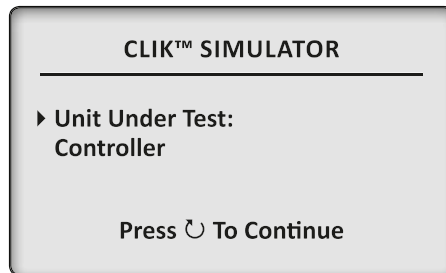 CLIK™ SIMULATOR
Unit Under Test:
Controller
Press ↻ To Continue